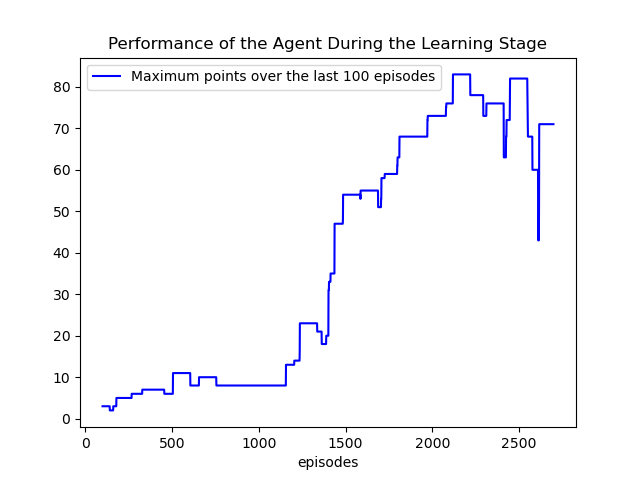 Performance of the Agent During the Learning Stage
Maximum points over the last 100 episodes
80
70
60
50
40
30
20
10
0
0 500 1000 1500 2000 2500
episodes